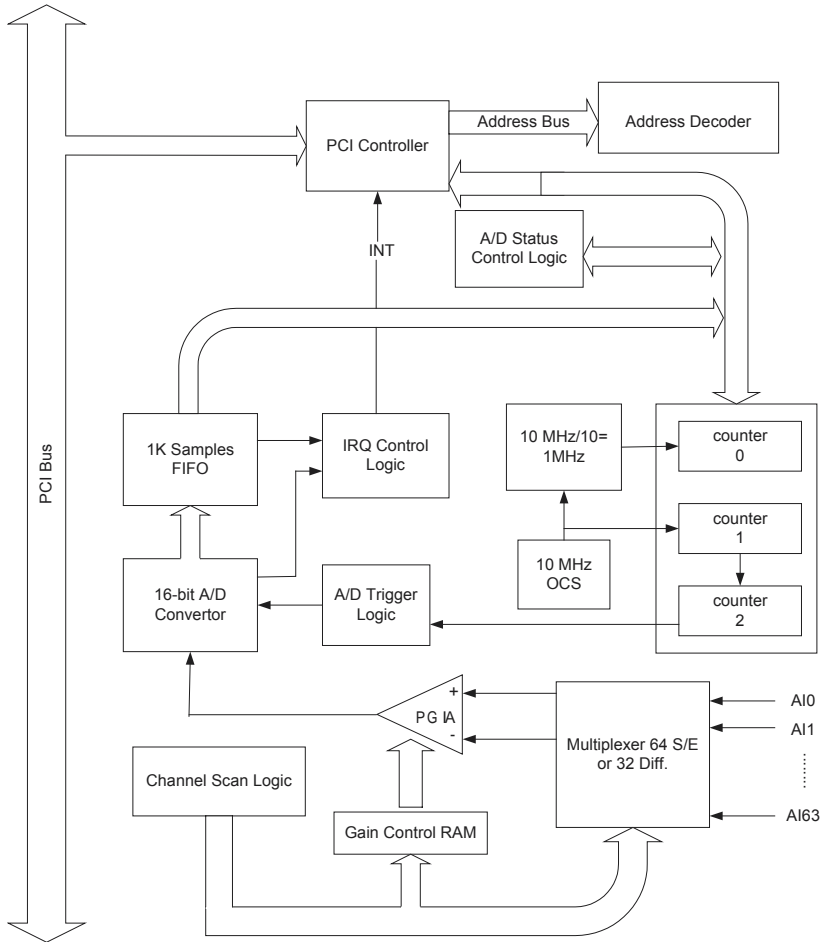 PCI Controller
Address Bus
Address Decoder
A/D Status
Control Logic
INT
PCI Bus
1K Samples
FIFO
IRQ Control
Logic
10 MHz/10=
1MHz
counter
0
counter
1
10 MHz
OCS
counter
2
16-bit A/D
Convertor
A/D Trigger
Logic
+
PGIA
-
Multiplexer 64 S/E
or 32 Diff.
AI0
AI1
........
AI63
Channel Scan Logic
Gain Control RAM